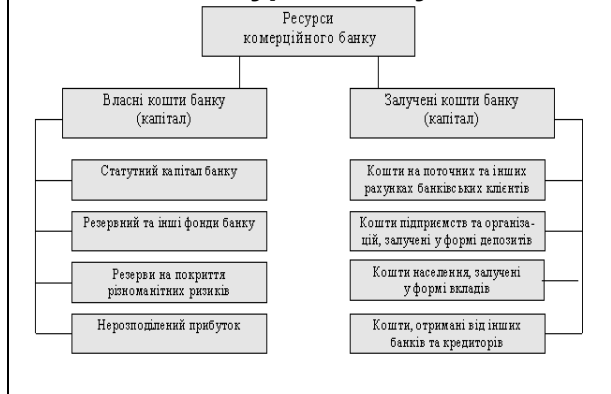 Ресурси
комерційного банку
Власні кошти банку
(капітал)
Статутний капітал банку
Резервний та інші фонди банку
Резерви на покриття
різноманітних ризиків
Нерозподілений прибуток
Залучені кошти банку
(капітал)
Кошти на поточних та інших
рахунках банківських клієнтів
Кошти підприємств та організа-
цій, залучені у формі депозитів
Кошти населення, залучені
у формі вкладів
Кошти, отримані від інших
банків та кредиторів